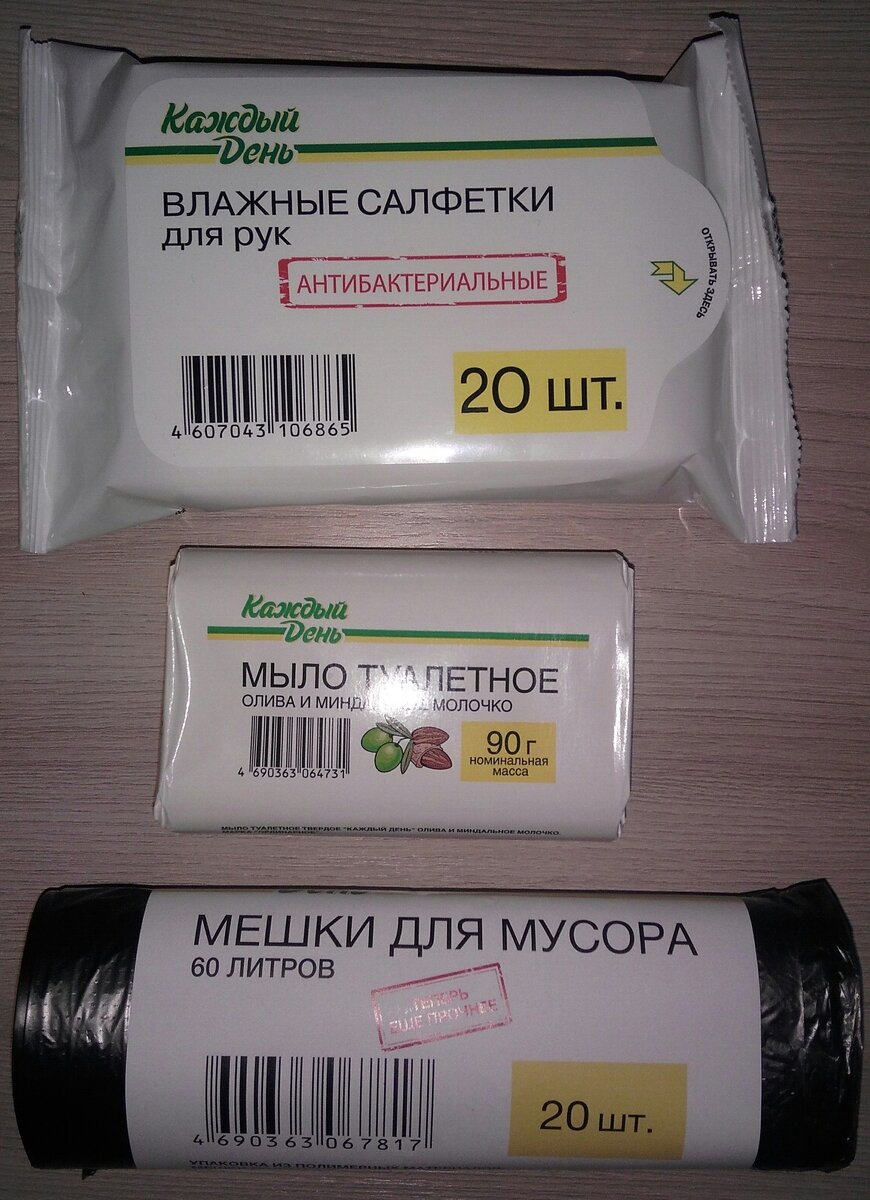 Каждый
День
ВЛАЖНЫЕ САЛФЕТКИ
для рук
АНТИБАКТЕРИАЛЬНЫЕ
ОТКРЫВАТЬ ЗДЕСЬ
20 шт.
4 607043 106865
Каждый
День
МЫЛО ТУАЛЕТНОЕ
ОЛИВА И МОЛОЧКО
90 г
номинальная
масса
4 690363 064731
МЫЛО ТУАЛЕТНОЕ ТВЕРДОЕ "КАЖДЫЙ ДЕНЬ" ОЛИВА И МИНДАЛЬНОЕ МОЛОЧКО.
МЕШКИ ДЛЯ МУСОРА
60 ЛИТРОВ
ТЕПЕРЬ
ЕЩЕ ПРОЧНЕЕ
20 шт.
4 690363 067817
УПАКОВКА ИЗ ПОЛИМЕРНЫХ